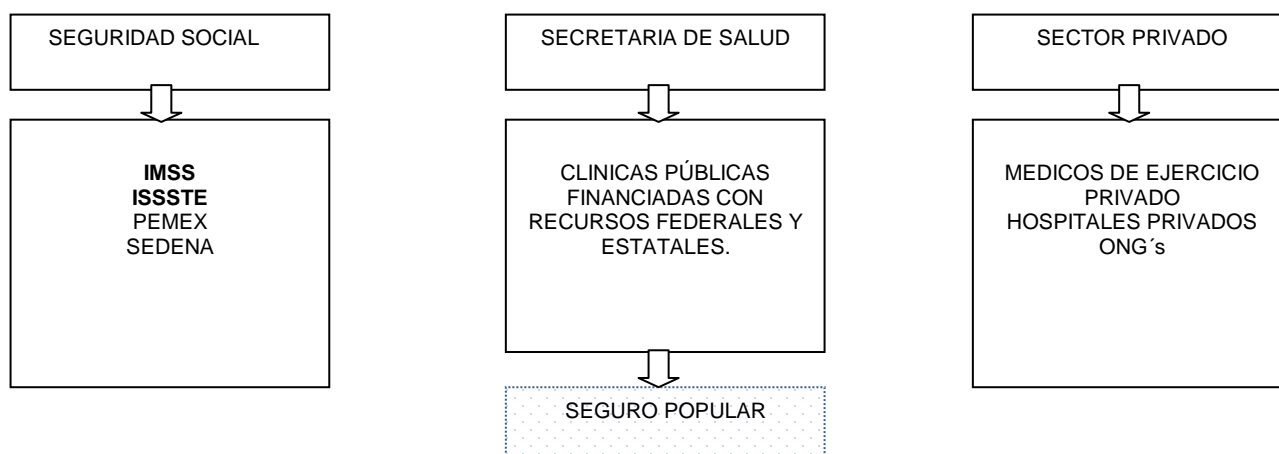 SEGURIDAD SOCIAL
SECRETARIA DE SALUD
SECTOR PRIVADO
IMSS
ISSSTE
PEMEX
SEDENA
CLINICAS PÚBLICAS
FINANCIADAS CON
RECURSOS FEDERALES Y
ESTATALES.
MEDICOS DE EJERCICIO
PRIVADO
HOSPITALES PRIVADOS
ONG´s
SEGURO POPULAR